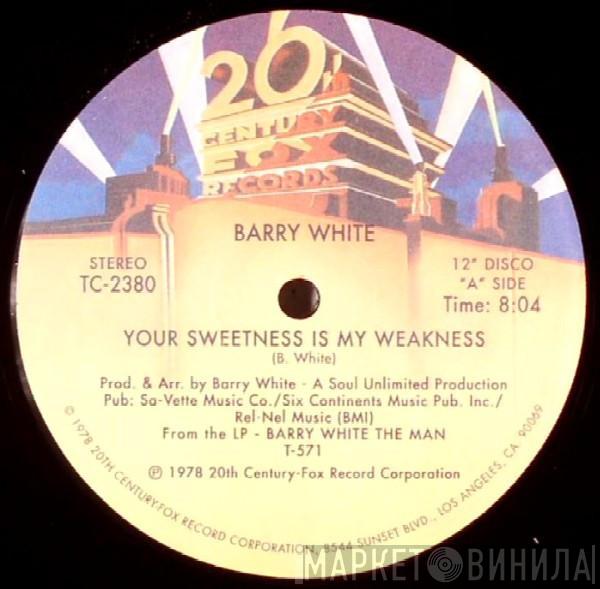 20th
CENTURY
FOX
RECORDS
BARRY WHITE
STEREO
TC-2380
12" DISCO
"A" SIDE
Time: 8:04
YOUR SWEETNESS IS MY WEAKNESS
(B. White)
Prod. & Arr. by Barry White - A Soul Unlimited Production
Pub: Sa-Vette Music Co./Six Continents Music Pub. Inc./
Rel-Nel Music (BMI)
From the LP - BARRY WHITE THE MAN
T-571
℗ 1978 20th Century-Fox Record Corporation
© 1978 20TH CENTURY-FOX RECORD CORPORATION, 8544 SUNSET BLVD., LOS ANGELES, CA. 90069
МАРКЕТ ВИНИЛА